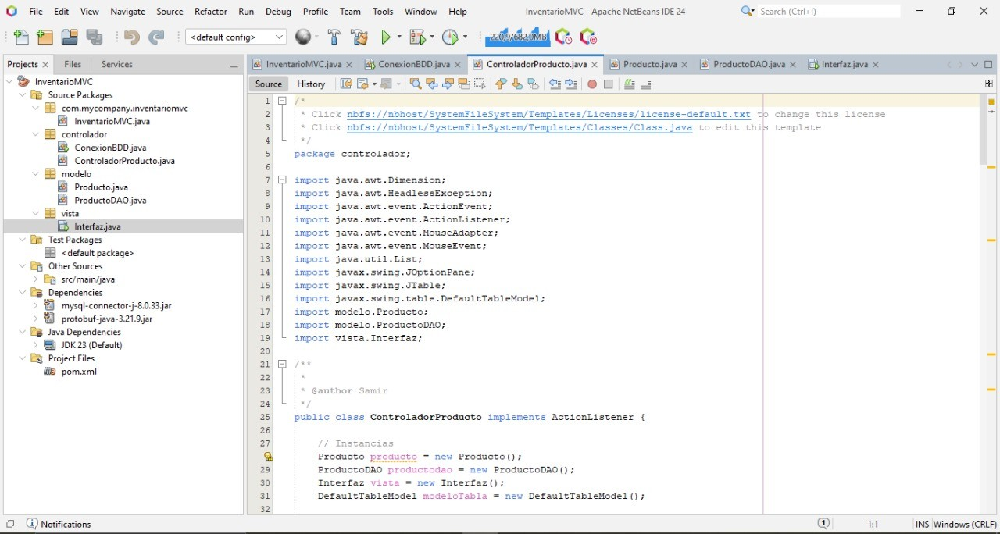 File Edit View Navigate Source Refactor Run Debug Profile Team Tools Window Help InventarioMVC - Apache NetBeans IDE 24 Search (Ctrl+I)
<default config> 220,9/682,0MB
Projects Files Services
InventarioMVC
Source Packages
com.mycompany.inventariomvc
InventarioMVC.java
controlador
ConexionBDD.java
ControladorProducto.java
modelo
Producto.java
ProductoDAO.java
vista
Interfaz.java
Test Packages
<default package>
Other Sources
src/main/java
Dependencies
mysql-connector-j-8.0.33.jar
protobuf-java-3.21.9.jar
Java Dependencies
JDK 23 (Default)
Project Files
pom.xml
InventarioMVC.java ConexionBDD.java ControladorProducto.java Producto.java ProductoDAO.java Interfaz.java
Source History
1 /*
2 * Click nbfs://nbhost/SystemFileSystem/Templates/Licenses/license-default.txt to change this license
3 * Click nbfs://nbhost/SystemFileSystem/Templates/Classes/Class.java to edit this template
4 */
5 package controlador;
6
7 import java.awt.Dimension;
8 import java.awt.HeadlessException;
9 import java.awt.event.ActionEvent;
10 import java.awt.event.ActionListener;
11 import java.awt.event.MouseAdapter;
12 import java.awt.event.MouseEvent;
13 import java.util.List;
14 import javax.swing.JOptionPane;
15 import javax.swing.JTable;
16 import javax.swing.table.DefaultTableModel;
17 import modelo.Producto;
18 import modelo.ProductoDAO;
19 import vista.Interfaz;
20
21 /**
22 *
23 * @author Samir
24 */
25 public class ControladorProducto implements ActionListener {
26
27 // Instancias
Producto producto = new Producto();
29 ProductoDAO productodao = new ProductoDAO();
30 Interfaz vista = new Interfaz();
31 DefaultTableModel modeloTabla = new DefaultTableModel();
32
Notifications 1 1:1 INS Windows (CRLF)